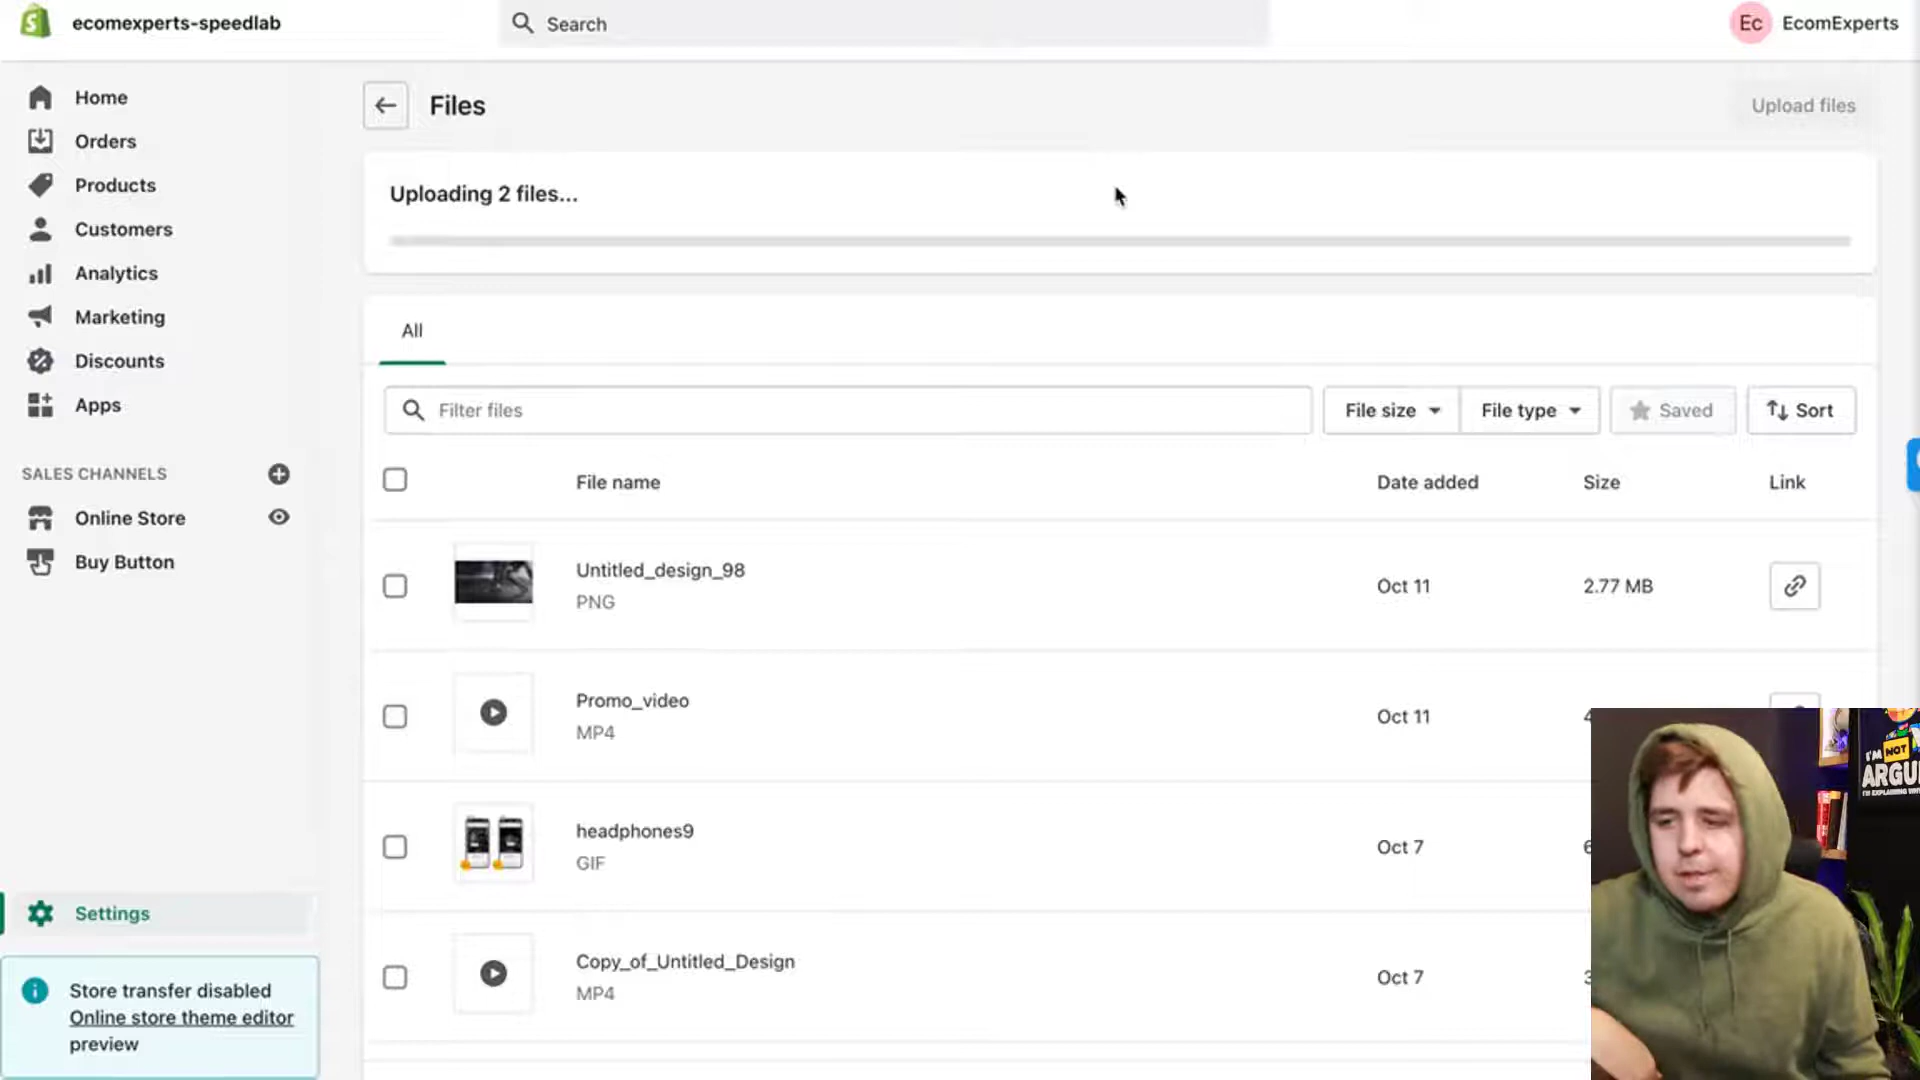 ecomexperts-speedlab
Search
Ec
EcomExperts
Home
Orders
Products
Customers
Analytics
Marketing
Discounts
Apps
SALES CHANNELS
Online Store
Buy Button
Settings
Store transfer disabled
Online store theme editor
preview
Files
Upload files
Uploading 2 files...
All
Filter files
File size
File type
Saved
Sort
File name
Date added
Size
Link
Untitled_design_98
PNG
Oct 11
2.77 MB
Promo_video
MP4
Oct 11
headphones9
GIF
Oct 7
Copy_of_Untitled_Design
MP4
Oct 7
I'M NOT
ARGU